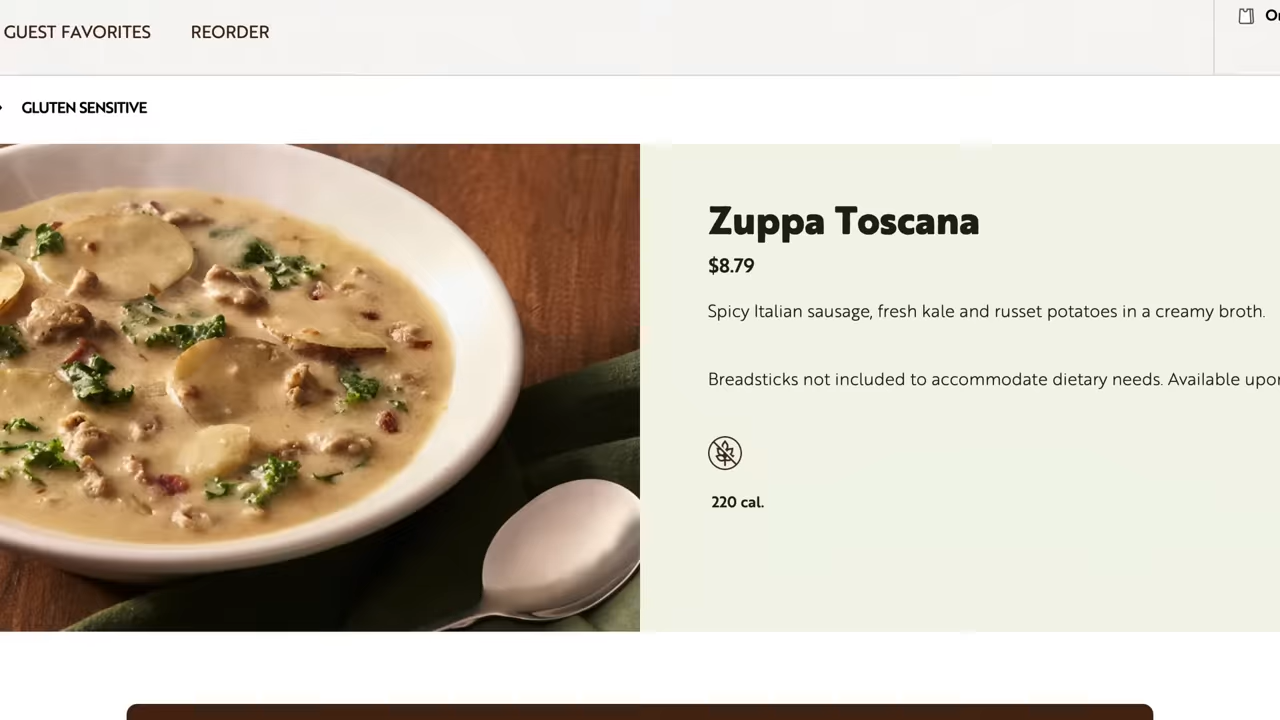 GUEST FAVORITES REORDER
GLUTEN SENSITIVE
Zuppa Toscana
$8.79
Spicy Italian sausage, fresh kale and russet potatoes in a creamy broth.
Breadsticks not included to accommodate dietary needs. Available
220 cal.